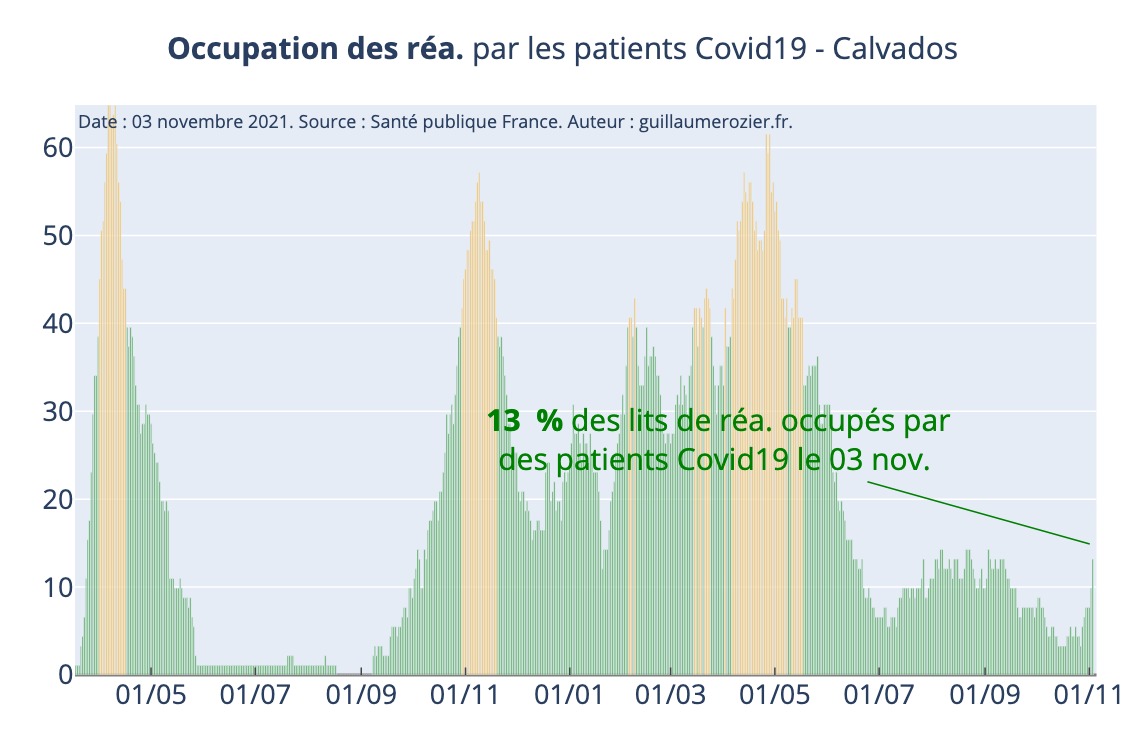 Occupation des réa. par les patients Covid19 - Calvados
Date : 03 novembre 2021. Source : Santé publique France. Auteur : guillaumerozier.fr.
60
50
40
30
20
10
0
13 % des lits de réa. occupés par
des patients Covid19 le 03 nov.
01/05 01/07 01/09 01/11 01/01 01/03 01/05 01/07 01/09 01/11